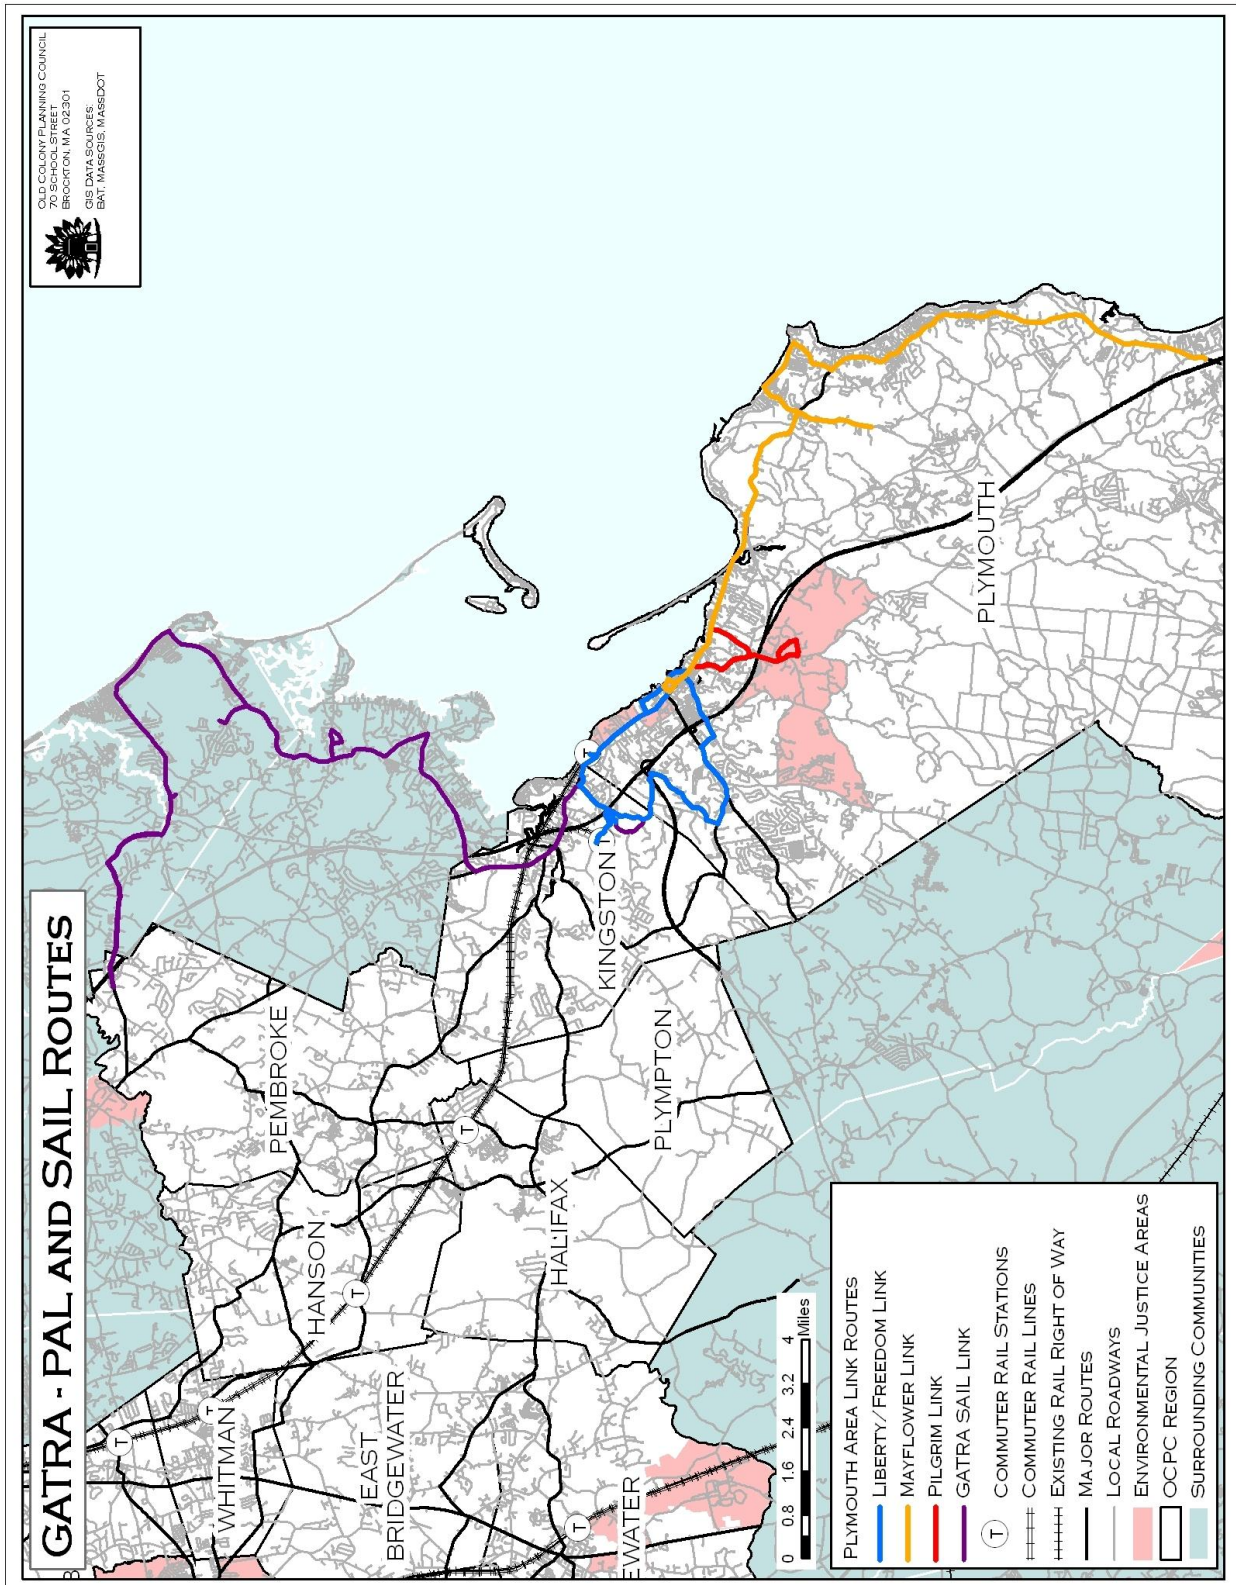 GATRA - PAL AND SAIL ROUTES
OLD COLONY PLANNING COUNCIL
70 SCHOOL STREET
BROCKTON, MA 02301
GIS DATA SOURCES:
BAT, MASSGIS, MASSDOT
B
T
T
WHITMAN
HANSON
T
PEMBROKE
EAST
BRIDGEWATER
HALIFAX
T
PLYMPTON
KINGSTON
T
PLYMOUTH
T
EWATER
0 0.8 1.6 2.4 3.2 4
Miles
PLYMOUTH AREA LINK ROUTES
LIBERTY/FREEDOM LINK
MAYFLOWER LINK
PILGRIM LINK
GATRA SAIL LINK
T COMMUTER RAIL STATIONS
COMMUTER RAIL LINES
EXISTING RAIL RIGHT OF WAY
MAJOR ROUTES
LOCAL ROADWAYS
ENVIRONMENTAL JUSTICE AREAS
OCPC REGION
SURROUNDING COMMUNITIES